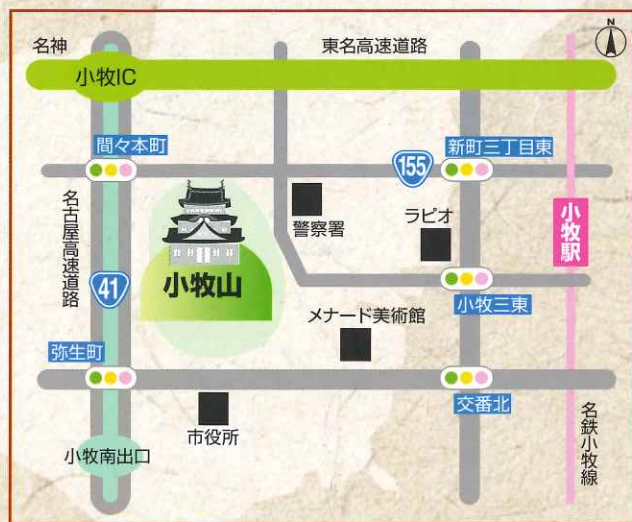 N
名神
東名高速道路
小牧IC
間々本町
155
新町三丁目東
名古屋高速道路
41
小牧山
警察署
ラピオ
小牧駅
小牧三東
メナード美術館
弥生町
市役所
交番北
小牧南出口
名鉄小牧線